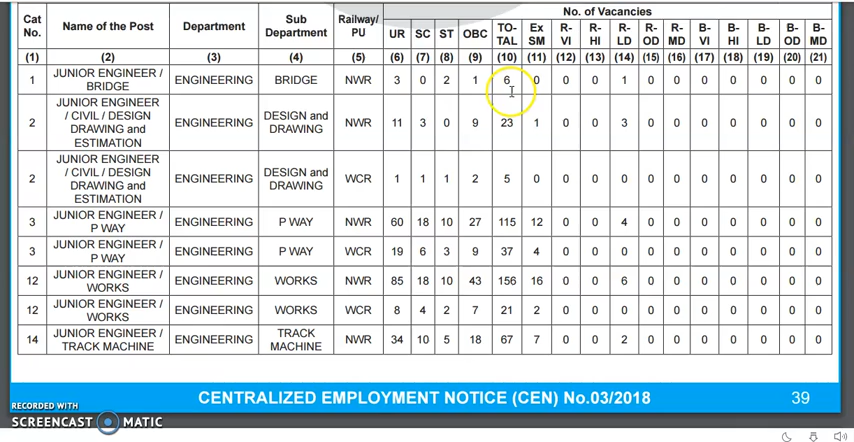 No. of Vacancies
Cat No. Name of the Post Department Sub Department Railway/ PU UR SC ST OBC TO- TAL Ex SM R- VI R- HI R- LD R- OD R- MD B- VI B- HI B- LD B- OD B- MD
(1) (2) (3) (4) (5) (6) (7) (8) (9) (10) (11) (12) (13) (14) (15) (16) (17) (18) (19) (20) (21)
1 JUNIOR ENGINEER / BRIDGE ENGINEERING BRIDGE NWR 3 0 2 1 6 0 0 0 1 0 0 0 0 0 0 0
2 JUNIOR ENGINEER / CIVIL / DESIGN DRAWING and ESTIMATION ENGINEERING DESIGN and DRAWING NWR 11 3 0 9 23 1 0 0 3 0 0 0 0 0 0 0
2 JUNIOR ENGINEER / CIVIL / DESIGN DRAWING and ESTIMATION ENGINEERING DESIGN and DRAWING WCR 1 1 1 2 5 0 0 0 0 0 0 0 0 0 0 0
3 JUNIOR ENGINEER / P WAY ENGINEERING P WAY NWR 60 18 10 27 115 12 0 0 4 0 0 0 0 0 0 0
3 JUNIOR ENGINEER / P WAY ENGINEERING P WAY WCR 19 6 3 9 37 4 0 0 0 0 0 0 0 0 0 0
12 JUNIOR ENGINEER / WORKS ENGINEERING WORKS NWR 85 18 10 43 156 16 0 0 6 0 0 0 0 0 0 0
12 JUNIOR ENGINEER / WORKS ENGINEERING WORKS WCR 8 4 2 7 21 2 0 0 0 0 0 0 0 0 0 0
14 JUNIOR ENGINEER / TRACK MACHINE ENGINEERING TRACK MACHINE NWR 34 10 5 18 67 7 0 0 2 0 0 0 0 0 0 0
CENTRALIZED EMPLOYMENT NOTICE (CEN) No.03/2018 39
RECORDED WITH
SCREENCAST MATIC